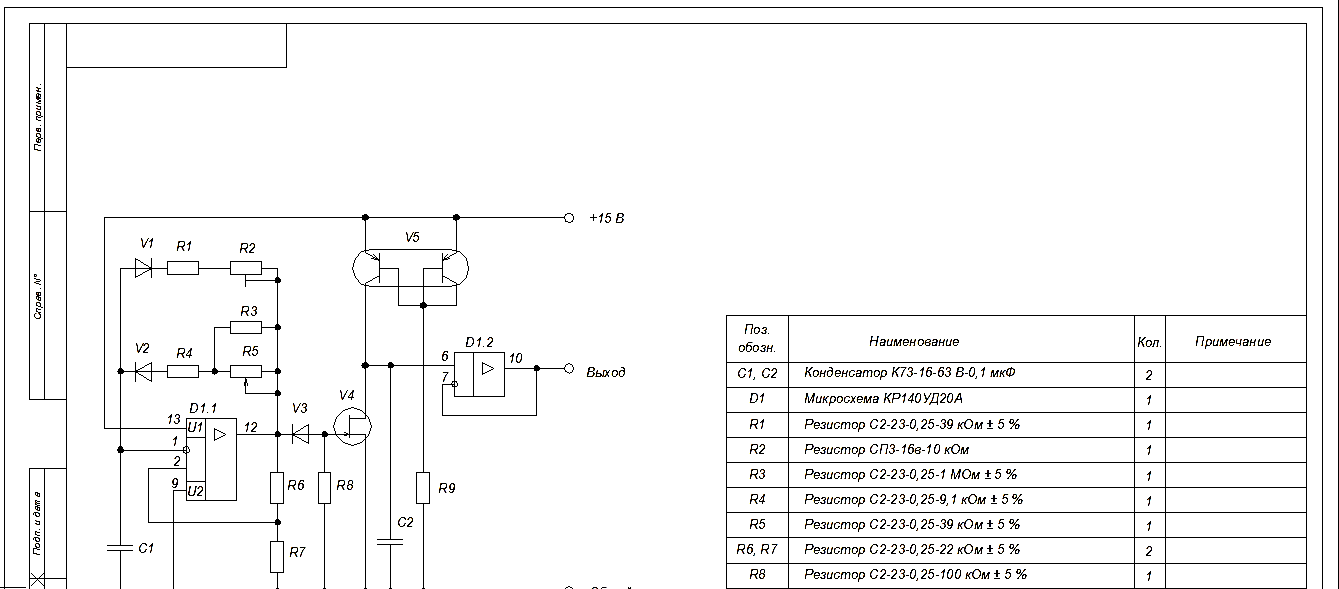 Перв. примен.
Справ. №
Подп. и дата
+15 В
V5
V1
R1
R2
R3
V2
R4
R5
D1.2
6
10
7
Выход
V4
V3
D1.1
13
U1
12
1
2
9
U2
R6
R8
R9
C2
R7
C1
Поз. обозн.
Наименование
Кол.
Примечание
C1, C2 Конденсатор К73-16-63 В-0,1 мкФ 2
D1 Микросхема КР140УД20А 1
R1 Резистор С2-23-0,25-39 кОм ± 5 % 1
R2 Резистор СП3-16в-10 кОм 1
R3 Резистор С2-23-0,25-1 МОм ± 5 % 1
R4 Резистор С2-23-0,25-9,1 кОм ± 5 % 1
R5 Резистор С2-23-0,25-39 кОм ± 5 % 1
R6, R7 Резистор С2-23-0,25-22 кОм ± 5 % 2
R8 Резистор С2-23-0,25-100 кОм ± 5 % 1